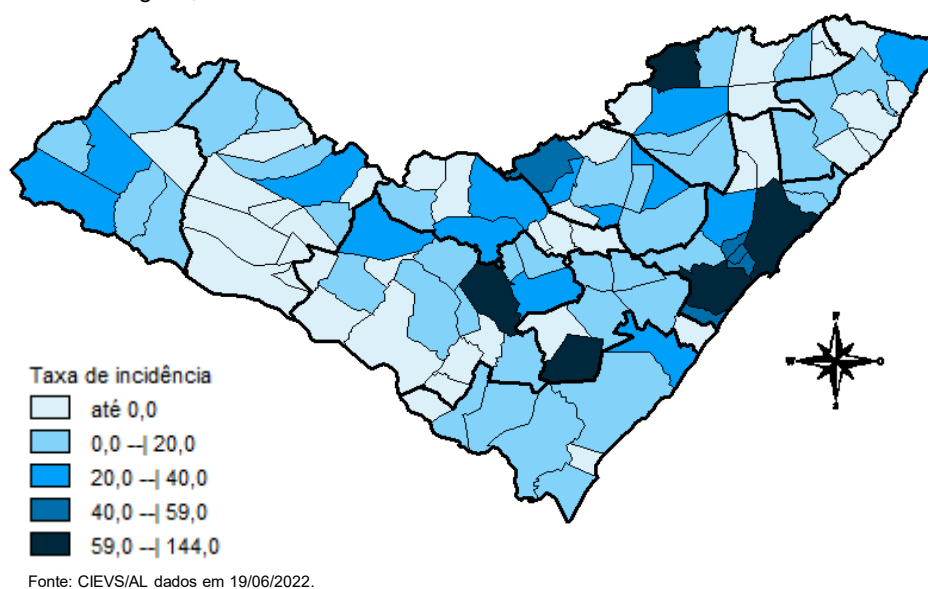 N
W
O
S
Taxa de incidência
até 0,0
0,0 --| 20,0
20,0 --| 40,0
40,0 --| 59,0
59,0 --| 144,0
Fonte: CIEVS/AL dados em 19/06/2022.